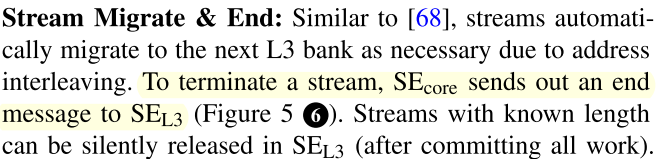 Stream Migrate & End: Similar to [68], streams automati-
cally migrate to the next L3 bank as necessary due to address
interleaving. To terminate a stream, SEcore sends out an end
message to SEL3 (Figure 5 ❻). Streams with known length
can be silently released in SEL3 (after committing all work).